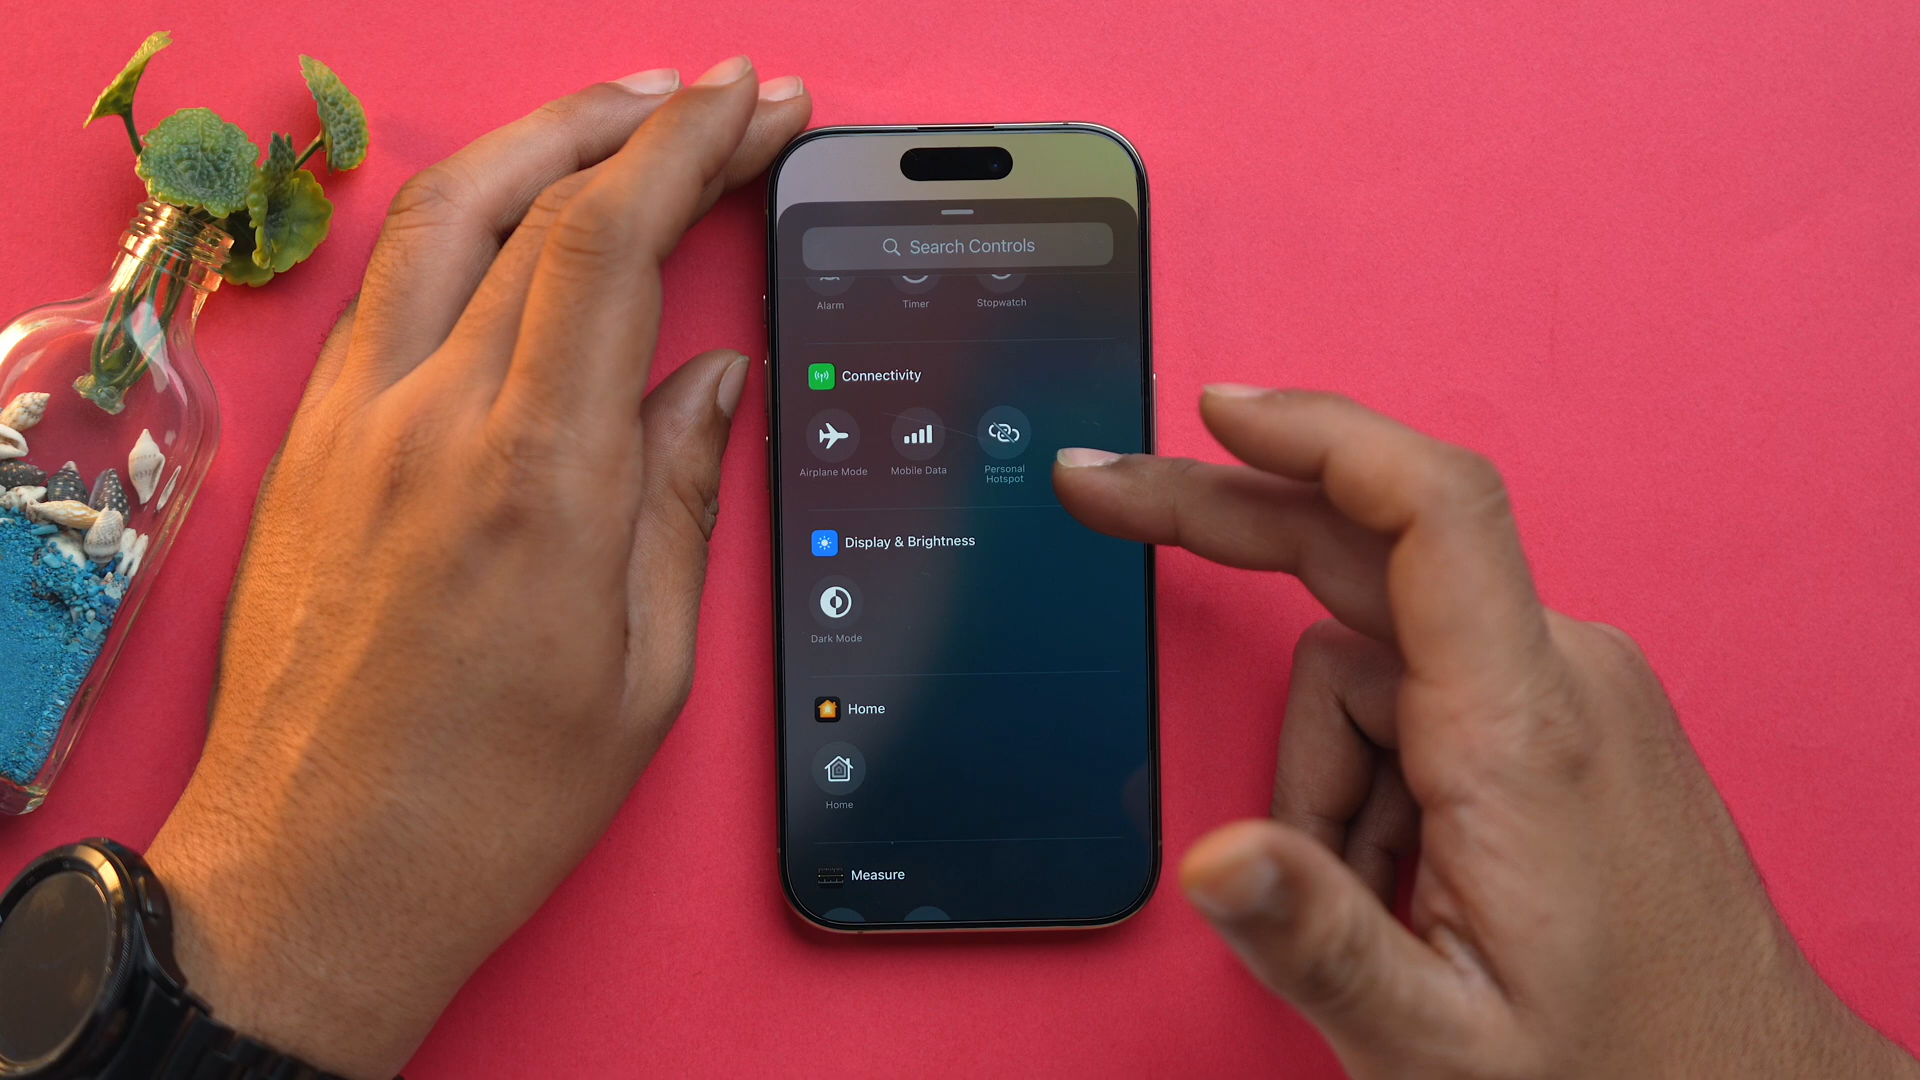 Search Controls
Alarm
Timer
Stopwatch
Connectivity
Airplane Mode
Mobile Data
Personal
Hotspot
Display & Brightness
Dark Mode
Home
Home
Measure